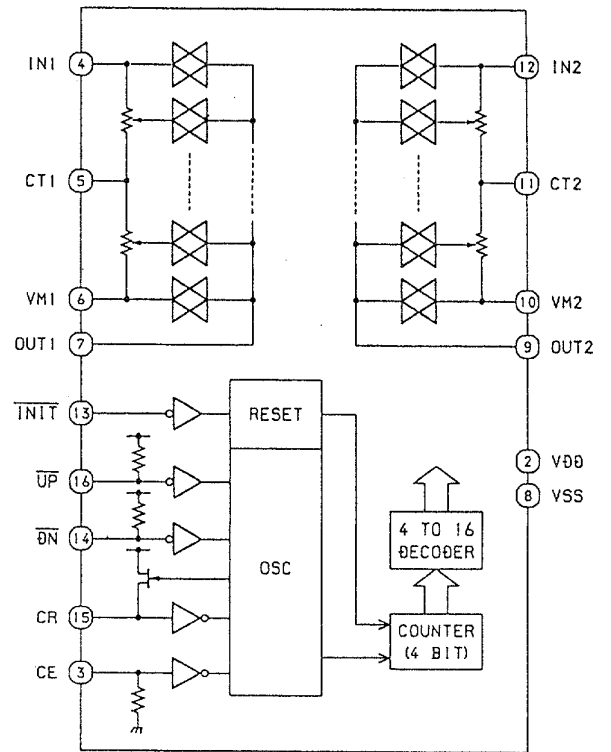 IN1 4
12 IN2
CT1 5
11 CT2
VM1 6
10 VM2
OUT1 7
9 OUT2
INIT 13
RESET
UP 16
2 VDD
8 VSS
DN 14
OSC
4 TO 16
DECODER
CR 15
COUNTER
(4 BIT)
CE 3